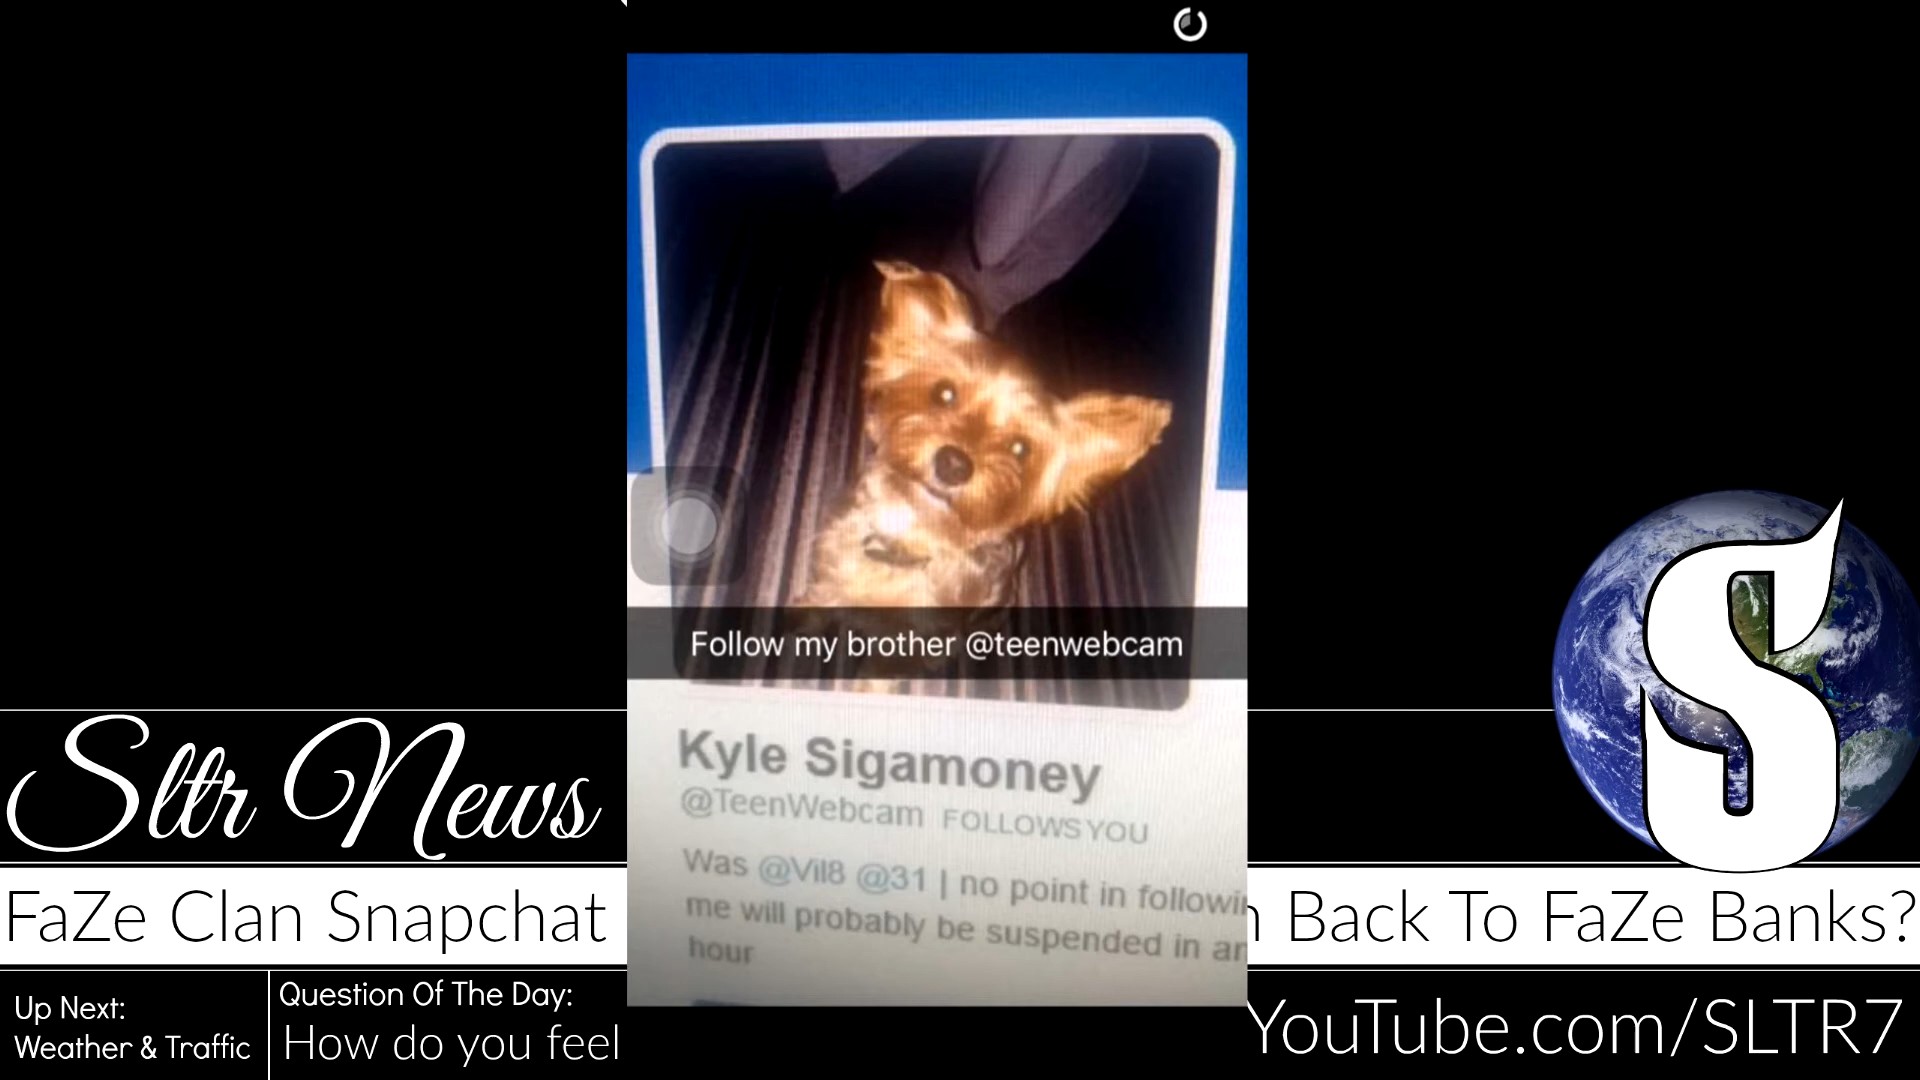 Follow my brother @teenwebcam
Kyle Sigamoney
@TeenWebcam FOLLOWS YOU
Was @Vil8 @31 | no point in followin
me will probably be suspended in an
hour
Sltr News
S
FaZe Clan Snapchat
n Back To FaZe Banks?
Up Next:
Weather & Traffic
Question Of The Day:
How do you feel
YouTube.com/SLTR7